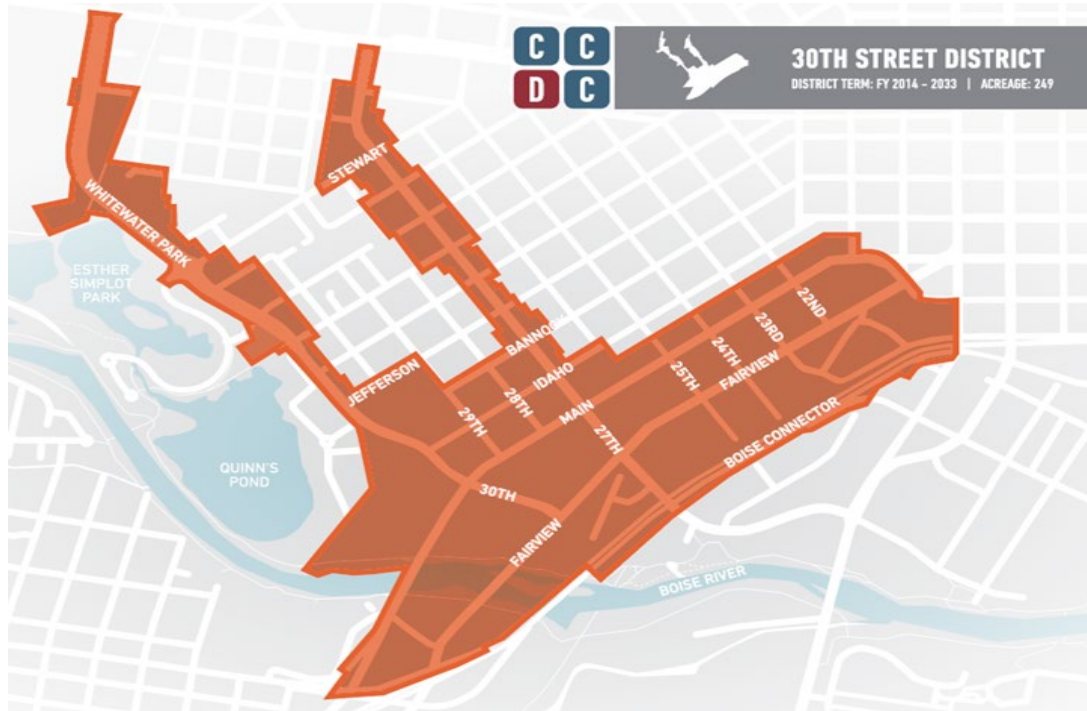 C C
D C
30TH STREET DISTRICT
DISTRICT TERM: FY 2014 - 2033 | ACREAGE: 249
STEWART
WHITEWATER PARK
ESTHER
SIMPLOT
PARK
22ND
23RD
24TH
25TH
FAIRVIEW
BANNOCK
IDAHO
JEFFERSON
28TH
29TH
MAIN
27TH
BOISE CONNECTOR
QUINN'S
POND
30TH
FAIRVIEW
BOISE RIVER